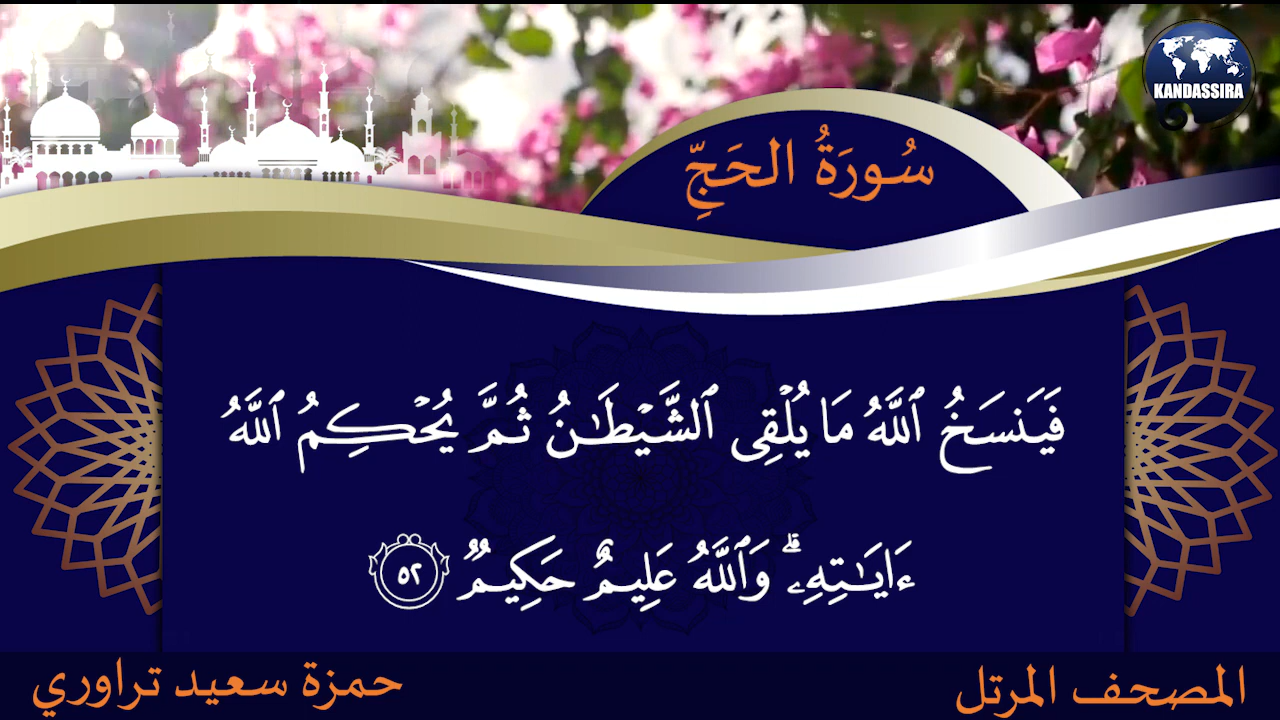 KANDASSIRA
سُورَةُ الحَجِّ
فَيَنسَخُ ٱللَّهُ مَا يُلۡقِى ٱلشَّيۡطَـٰنُ ثُمَّ يُحۡكِمُ ٱللَّهُ
ءَايَـٰتِهِۦۗ وَٱللَّهُ عَلِيمٌ حَكِيمٌ ٥٢
المصحف المرتل
حمزة سعيد تراوري